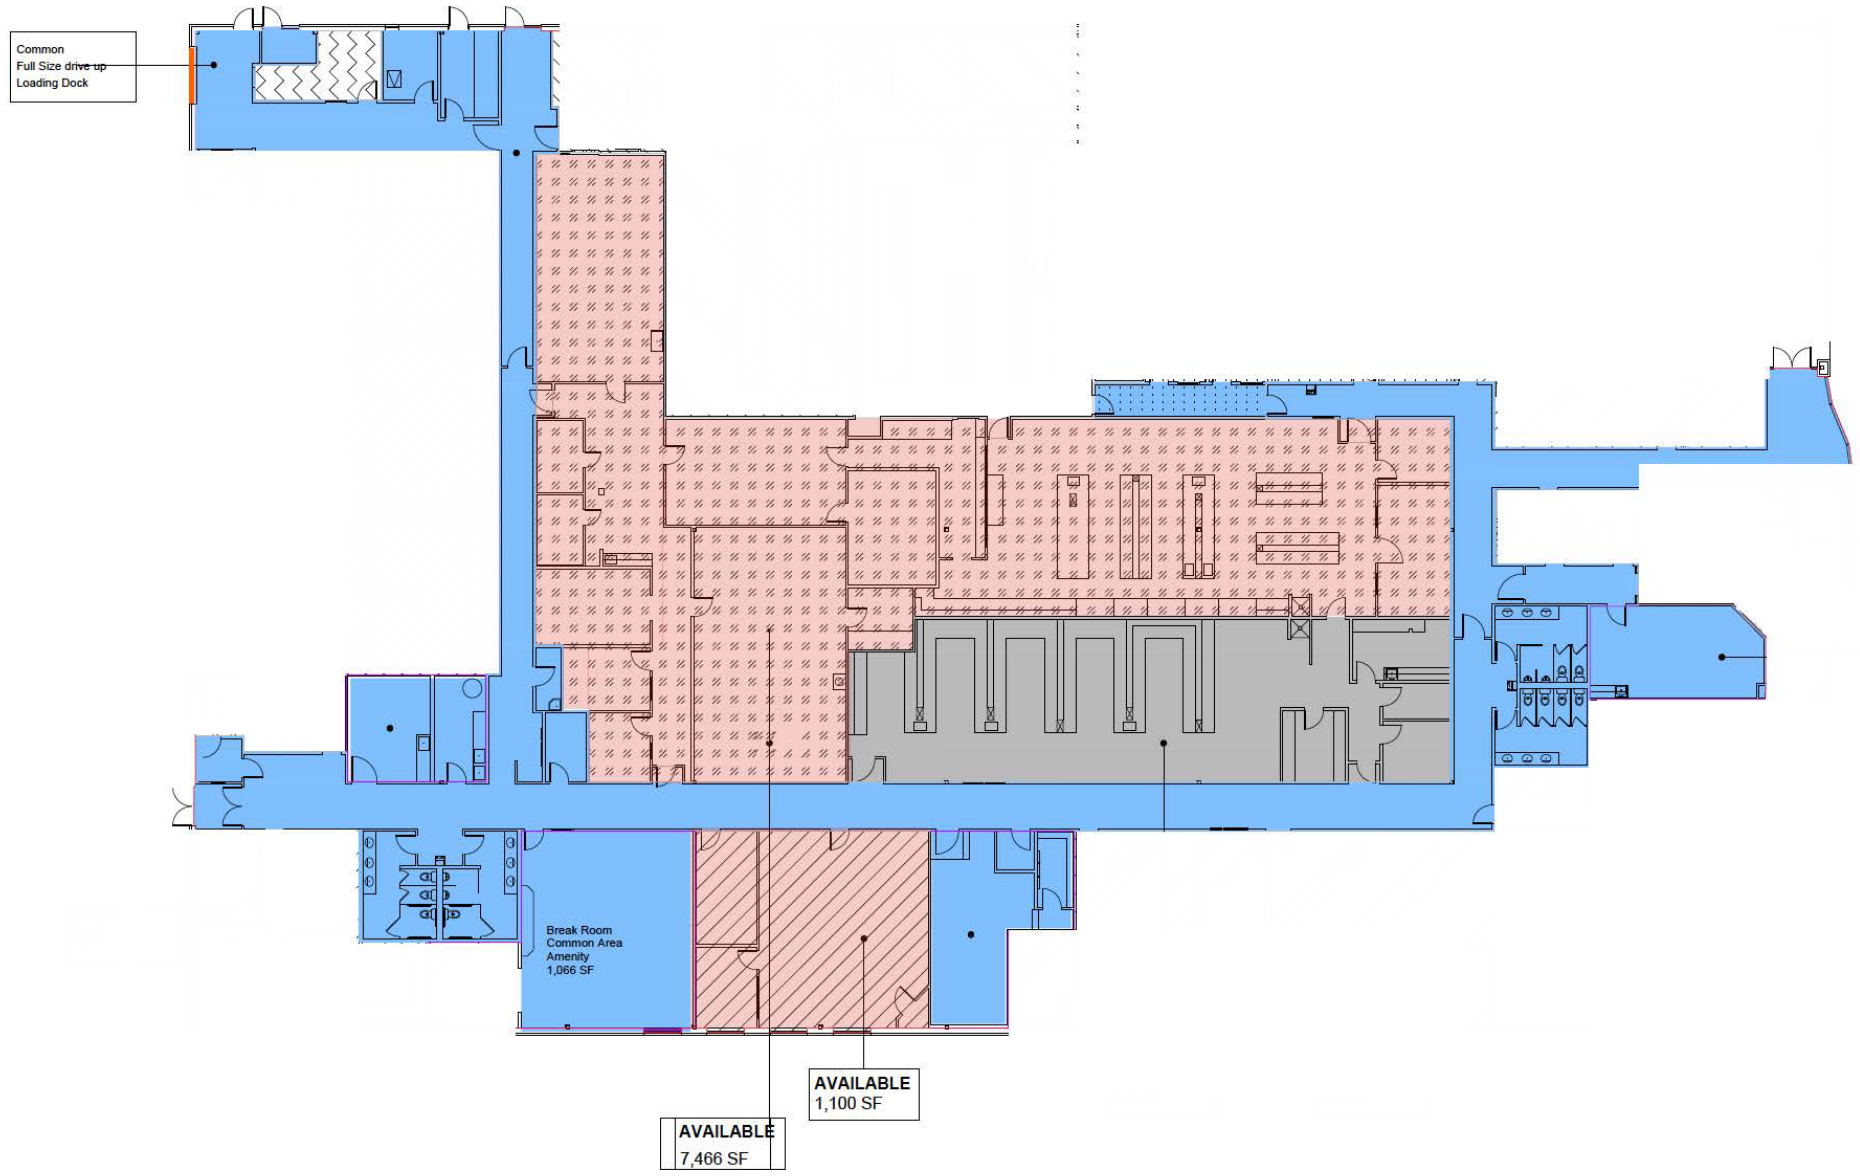 Common
Full Size drive up
Loading Dock
Break Room
Common Area
Amenity
1,066 SF
AVAILABLE
1,100 SF
AVAILABLE
7,466 SF